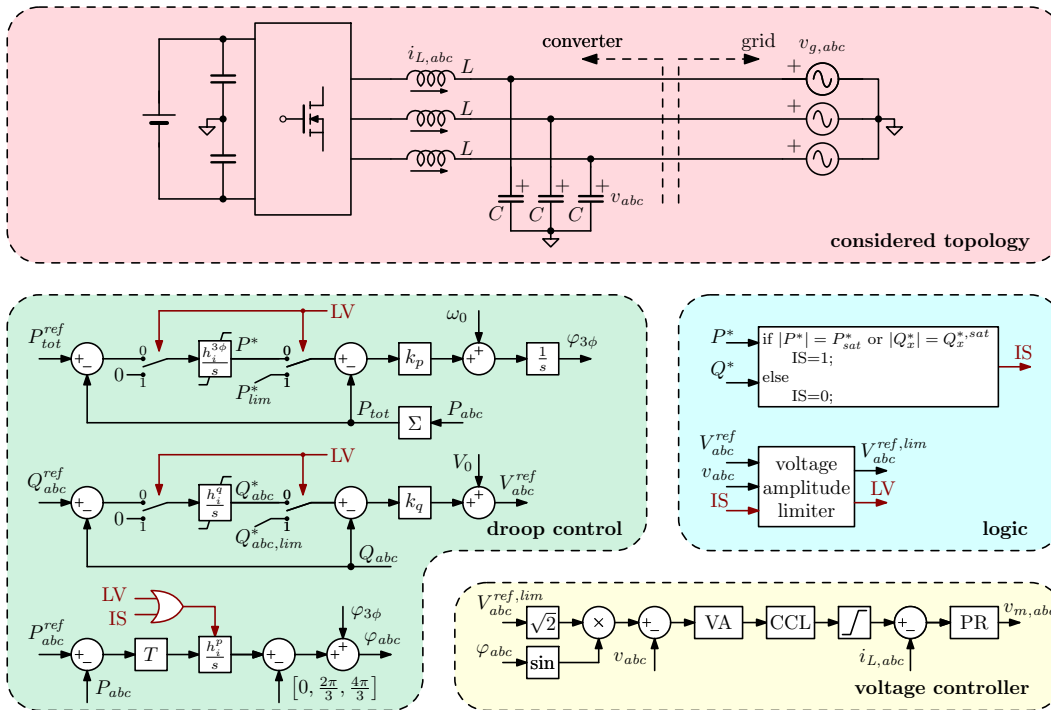 converter
grid
v_{g,abc}
i_{L,abc}
L
L
L
+
+
+
+
+
+
C
C
C
v_{abc}
considered topology
P_{tot}^{ref}
+
−
0
0
1
LV
h_i^{3ϕ}
s
P^*
0
1
P_{lim}^*
+
−
k_p
ω_0
+
+
1
s
φ_{3ϕ}
P_{tot}
Σ
P_{abc}
Q_{abc}^{ref}
+
−
0
0
1
LV
h_i^q
s
Q_{abc}^*
0
1
Q_{abc,lim}^*
+
−
k_q
V_0
+
+
V_{abc}^{ref}
droop control
Q_{abc}
LV
IS
P_{abc}^{ref}
+
−
P_{abc}
T
h_i^p
s
+
−
[0, 2π/3, 4π/3]
φ_{3ϕ}
+
+
φ_{abc}
P^*
Q^*
if |P^*| = P_{sat}^* or |Q_x^*| = Q_x^{*,sat}
IS=1;
else
IS=0;
IS
V_{abc}^{ref}
v_{abc}
IS
voltage
amplitude
limiter
V_{abc}^{ref,lim}
LV
logic
V_{abc}^{ref,lim}
√2
×
φ_{abc}
sin
+
−
v_{abc}
VA
CCL
+
−
i_{L,abc}
PR
v_{m,abc}
voltage controller